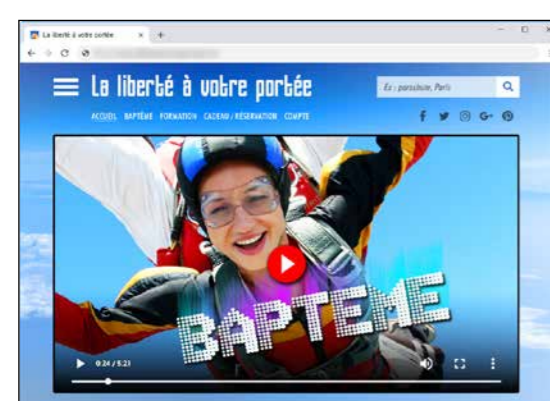 La liberté à votre portée
La liberté à votre portée
Ex : parachute, Paris
ACCUEIL BAPTÊME FORMATION CADEAU / RÉSERVATION COMPTE
BAPTEME
0:24 / 5:21